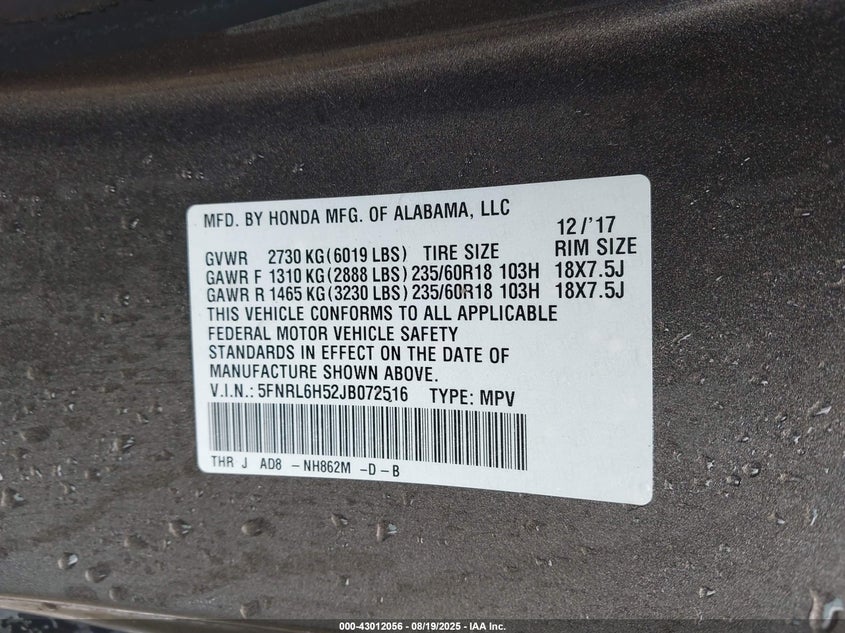 MFD. BY HONDA MFG. OF ALABAMA, LLC
12/'17
GVWR 2730 KG(6019 LBS) TIRE SIZE RIM SIZE
GAWR F 1310 KG(2888 LBS) 235/60R18 103H 18X7.5J
GAWR R 1465 KG(3230 LBS) 235/60R18 103H 18X7.5J
THIS VEHICLE CONFORMS TO ALL APPLICABLE
FEDERAL MOTOR VEHICLE SAFETY
STANDARDS IN EFFECT ON THE DATE OF
MANUFACTURE SHOWN ABOVE.
V.I.N.: 5FNRL6H52JB072516 TYPE: MPV
THR J AD8 -NH862M -D-B
000-43012056 - 08/19/2025 - IAA Inc.